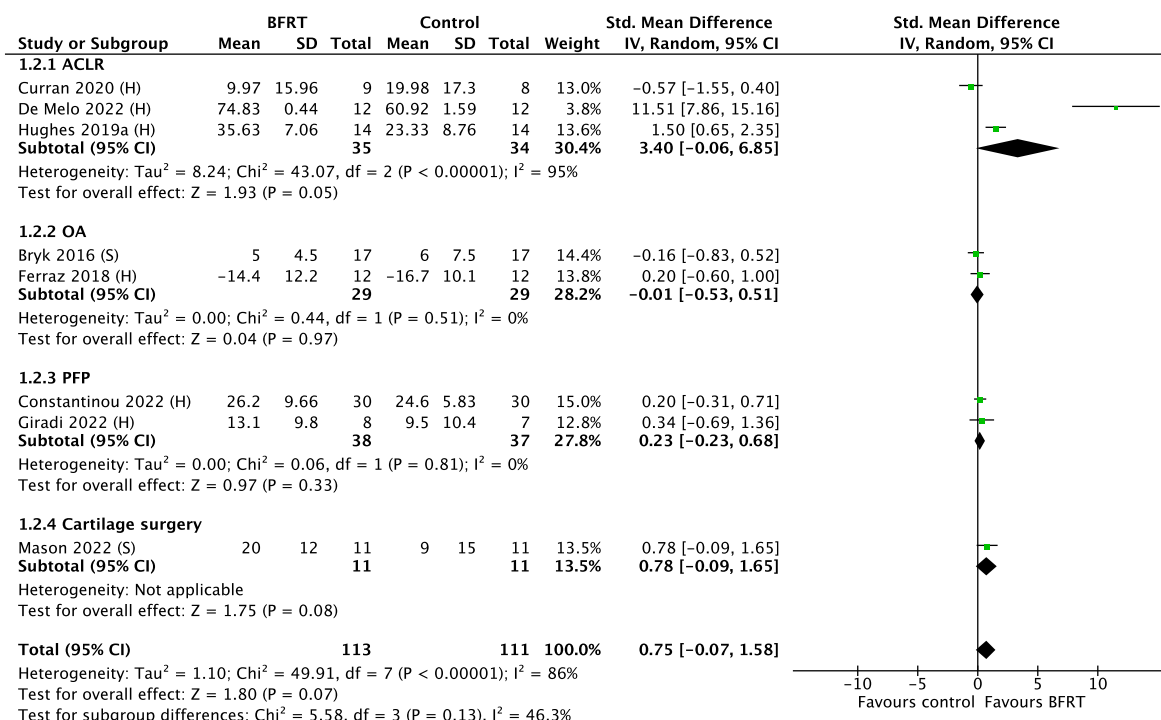 BFRT Control Std. Mean Difference Std. Mean Difference
Study or Subgroup Mean SD Total Mean SD Total Weight IV, Random, 95% CI IV, Random, 95% CI
1.2.1 ACLR
Curran 2020 (H) 9.97 15.96 9 19.98 17.3 8 13.0% −0.57 [−1.55, 0.40]
De Melo 2022 (H) 74.83 0.44 12 60.92 1.59 12 3.8% 11.51 [7.86, 15.16]
Hughes 2019a (H) 35.63 7.06 14 23.33 8.76 14 13.6% 1.50 [0.65, 2.35]
Subtotal (95% CI) 35 34 30.4% 3.40 [−0.06, 6.85]
Heterogeneity: Tau² = 8.24; Chi² = 43.07, df = 2 (P < 0.00001); I² = 95%
Test for overall effect: Z = 1.93 (P = 0.05)
1.2.2 OA
Bryk 2016 (S) 5 4.5 17 6 7.5 17 14.4% −0.16 [−0.83, 0.52]
Ferraz 2018 (H) −14.4 12.2 12 −16.7 10.1 12 13.8% 0.20 [−0.60, 1.00]
Subtotal (95% CI) 29 29 28.2% −0.01 [−0.53, 0.51]
Heterogeneity: Tau² = 0.00; Chi² = 0.44, df = 1 (P = 0.51); I² = 0%
Test for overall effect: Z = 0.04 (P = 0.97)
1.2.3 PFP
Constantinou 2022 (H) 26.2 9.66 30 24.6 5.83 30 15.0% 0.20 [−0.31, 0.71]
Giradi 2022 (H) 13.1 9.8 8 9.5 10.4 7 12.8% 0.34 [−0.69, 1.36]
Subtotal (95% CI) 38 37 27.8% 0.23 [−0.23, 0.68]
Heterogeneity: Tau² = 0.00; Chi² = 0.06, df = 1 (P = 0.81); I² = 0%
Test for overall effect: Z = 0.97 (P = 0.33)
1.2.4 Cartilage surgery
Mason 2022 (S) 20 12 11 9 15 11 13.5% 0.78 [−0.09, 1.65]
Subtotal (95% CI) 11 11 13.5% 0.78 [−0.09, 1.65]
Heterogeneity: Not applicable
Test for overall effect: Z = 1.75 (P = 0.08)
Total (95% CI) 113 111 100.0% 0.75 [−0.07, 1.58]
Heterogeneity: Tau² = 1.10; Chi² = 49.91, df = 7 (P < 0.00001); I² = 86%
Test for overall effect: Z = 1.80 (P = 0.07)
Test for subgroup differences: Chi² = 5.58, df = 3 (P = 0.13), I² = 46.3%
−10 −5 0 5 10
Favours control Favours BFRT